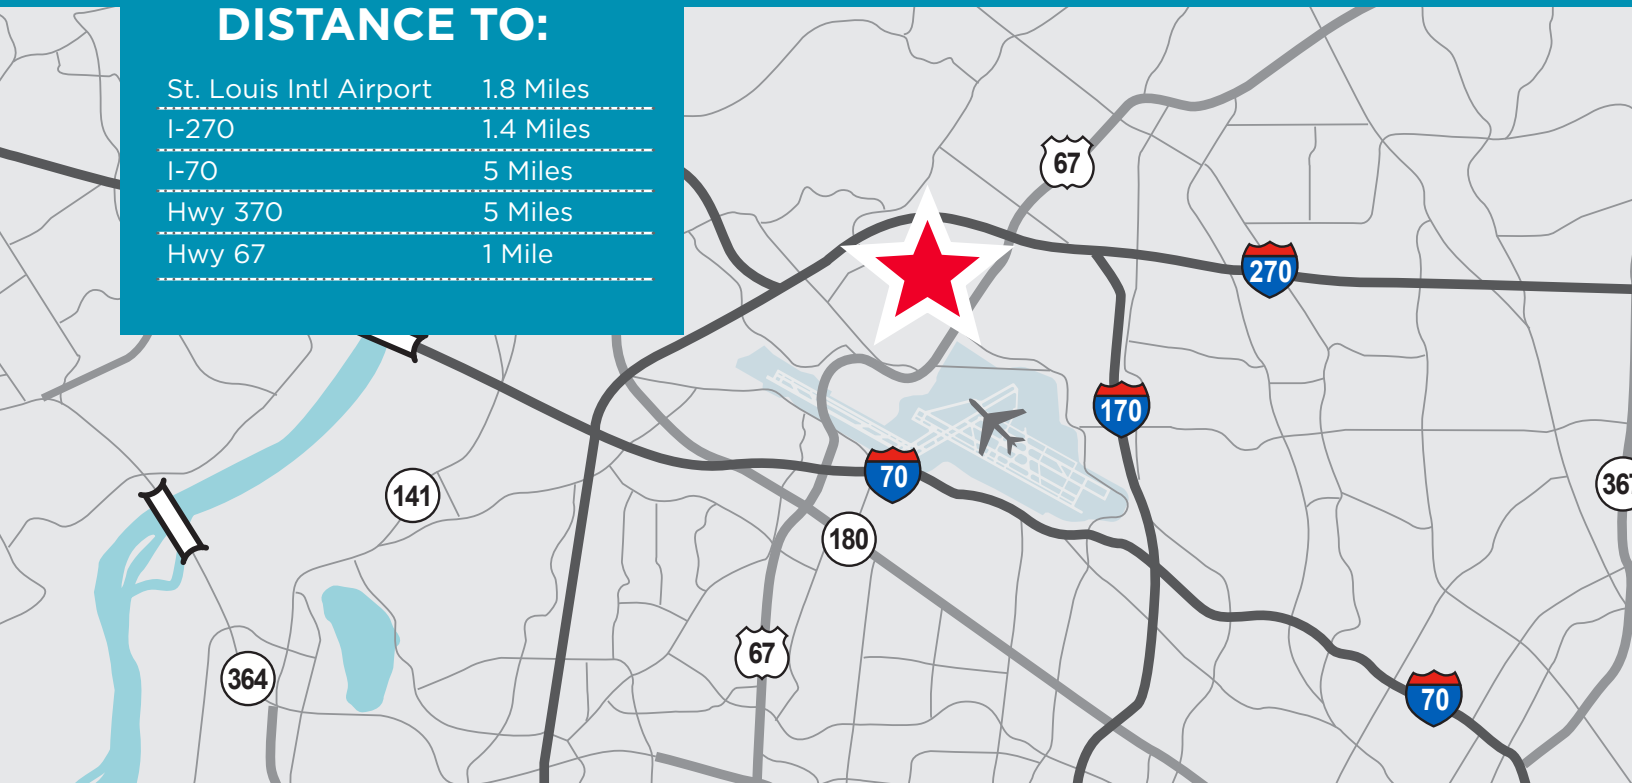 DISTANCE TO:
St. Louis Intl Airport 1.8 Miles
I-270 1.4 Miles
I-70 5 Miles
Hwy 370 5 Miles
Hwy 67 1 Mile
67
270
170
70
141
367
180
67
364
70